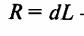 R = dL -